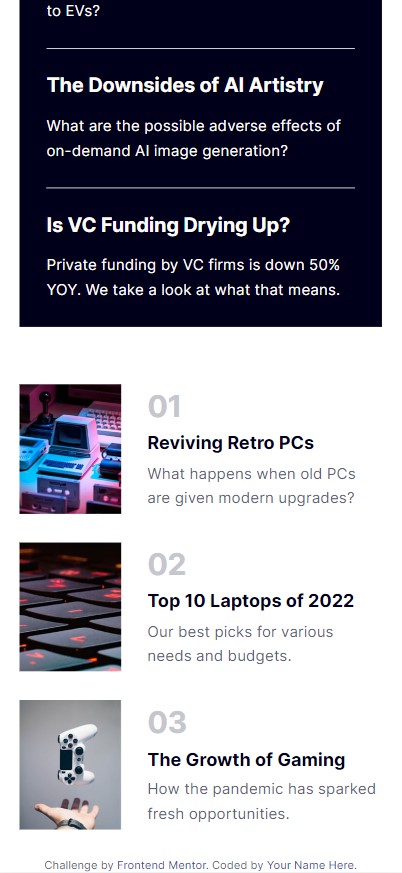 to EVs?
The Downsides of AI Artistry
What are the possible adverse effects of
on-demand AI image generation?
Is VC Funding Drying Up?
Private funding by VC firms is down 50%
YOY. We take a look at what that means.
01
Reviving Retro PCs
What happens when old PCs
are given modern upgrades?
02
Top 10 Laptops of 2022
Our best picks for various
needs and budgets.
03
The Growth of Gaming
How the pandemic has sparked
fresh opportunities.
Challenge by Frontend Mentor. Coded by Your Name Here.